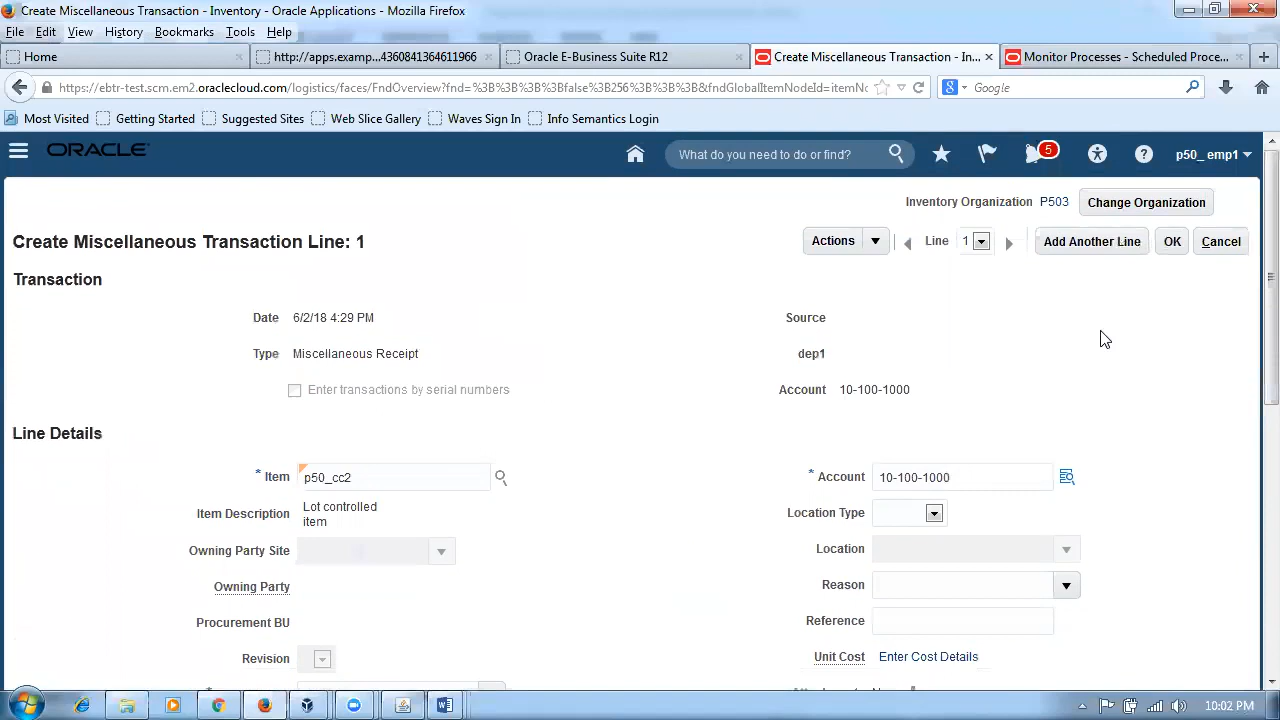 Create Miscellaneous Transaction - Inventory - Oracle Applications - Mozilla Firefox
File Edit View History Bookmarks Tools Help
Home
http://apps.examp...4360841364611966
Oracle E-Business Suite R12
Create Miscellaneous Transaction - In...
Monitor Processes - Scheduled Proce...
https://ebtr-test.scm.em2.oraclecloud.com/logistics/faces/FndOverview?fnd=%3B%3B%3B%3Bfalse%3B256%3B%3B%3B&fndGlobalItemNodeId=itemNo
Google
Most Visited Getting Started Suggested Sites Web Slice Gallery Waves Sign In Info Semantics Location
ORACLE
What do you need to do or find?
5
p50_ emp1
Inventory Organization P503 Change Organization
Create Miscellaneous Transaction Line: 1
Actions Line 1 Add Another Line OK Cancel
Transaction
Date 6/2/18 4:29 PM
Source
Type Miscellaneous Receipt
dep1
Enter transactions by serial numbers
Account 10-100-1000
Line Details
* Item p50_cc2
* Account 10-100-1000
Item Description Lot controlled
item
Location Type
Owning Party Site
Location
Owning Party
Reason
Procurement BU
Reference
Revision
Unit Cost Enter Cost Details
10:02 PM